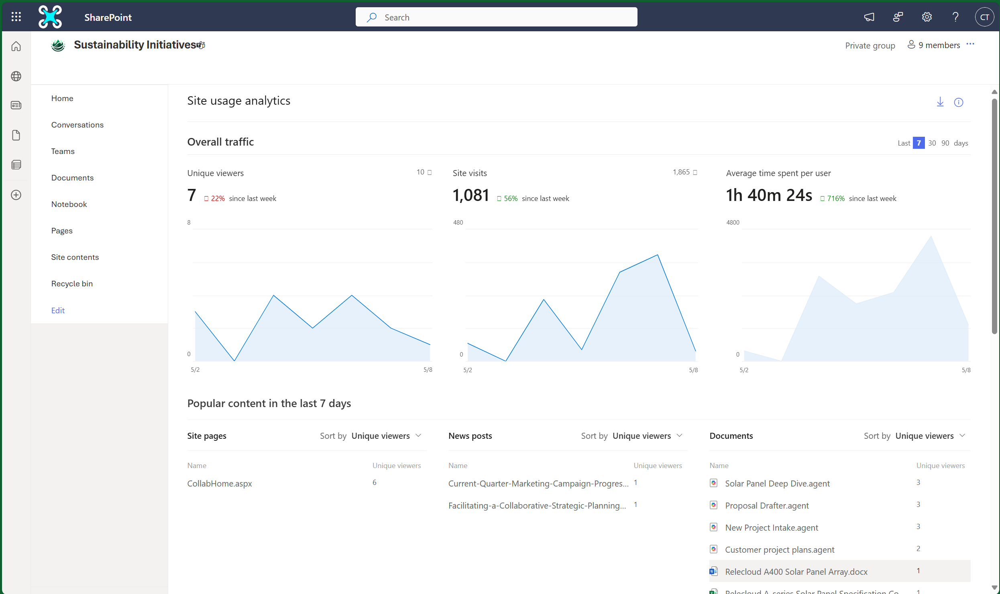 SharePoint
Search
CT
Sustainability Initiatives
Private group
9 members
Home
Conversations
Teams
Documents
Notebook
Pages
Site contents
Recycle bin
Edit
Site usage analytics
Overall traffic
Last 7 30 90 days
Unique viewers
10
7 22% since last week
8
0
5/2 5/8
Site visits
1,865
1,081 56% since last week
480
0
5/2 5/8
Average time spent per user
1h 40m 24s 716% since last week
4800
0
5/2 5/8
Popular content in the last 7 days
Site pages Sort by Unique viewers
Name Unique viewers
CollabHome.aspx 6
News posts Sort by Unique viewers
Name Unique viewers
Current-Quarter-Marketing-Campaign-Progres... 1
Facilitating-a-Collaborative-Strategic-Planning... 1
Documents Sort by Unique viewers
Name Unique viewers
Solar Panel Deep Dive.agent 3
Proposal Drafter.agent 3
New Project Intake.agent 3
Customer project plans.agent 2
Relecloud A400 Solar Panel Array.docx 1
Relecloud A-series Solar Panel Specification Co 1